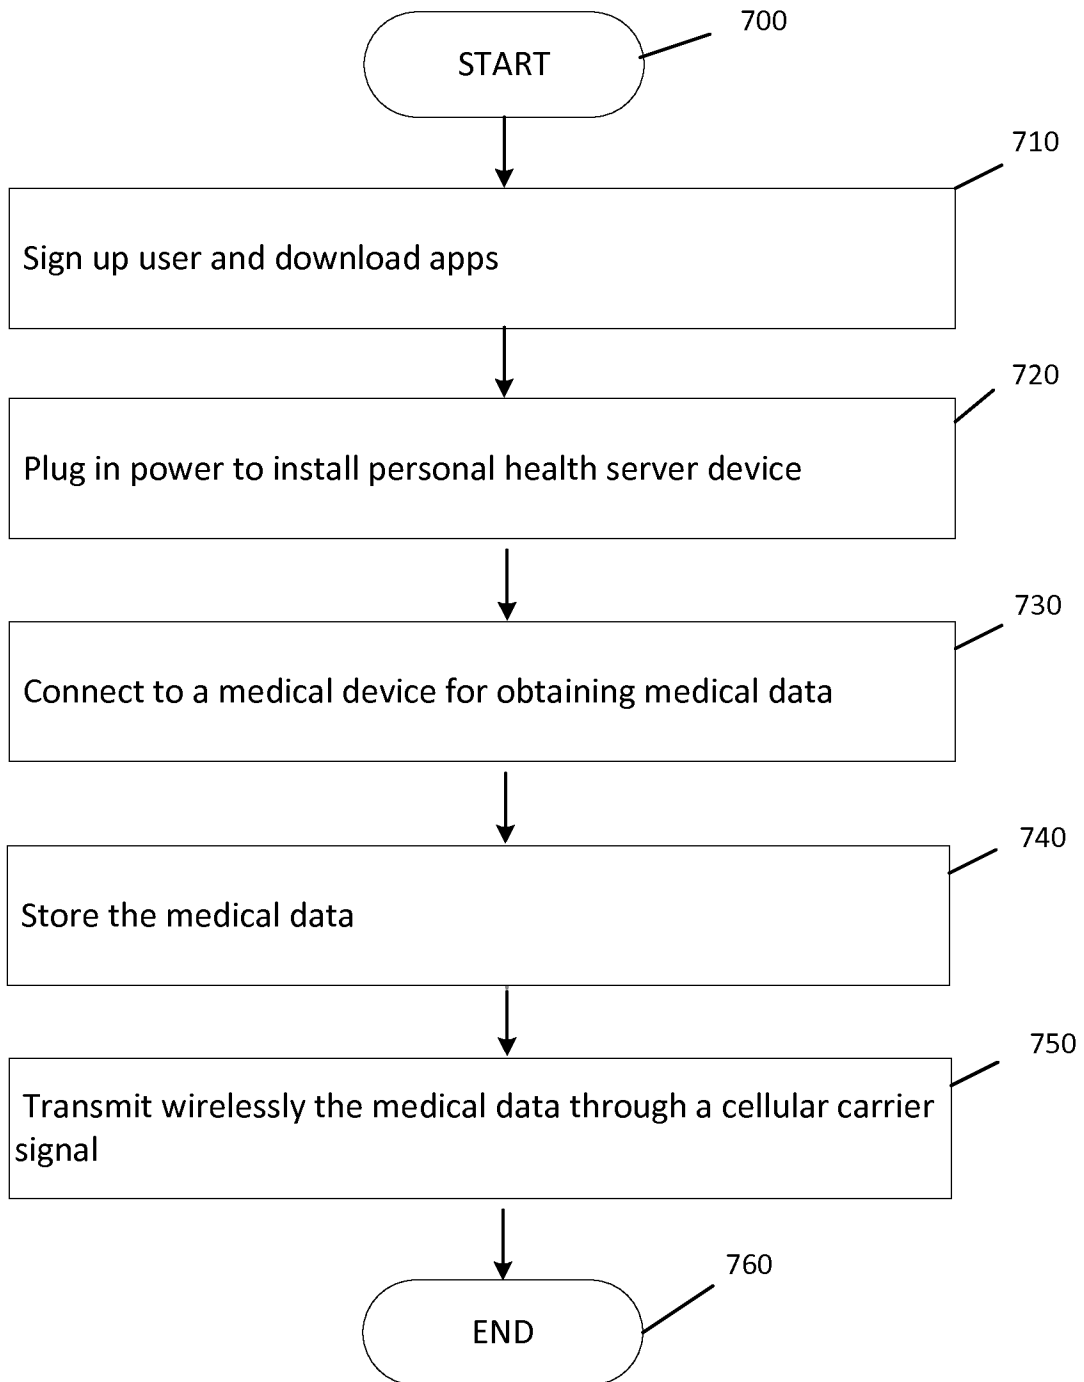 700
START
710
Sign up user and download apps
720
Plug in power to install personal health server device
730
Connect to a medical device for obtaining medical data
740
Store the medical data
750
Transmit wirelessly the medical data through a cellular carrier
signal
760
END